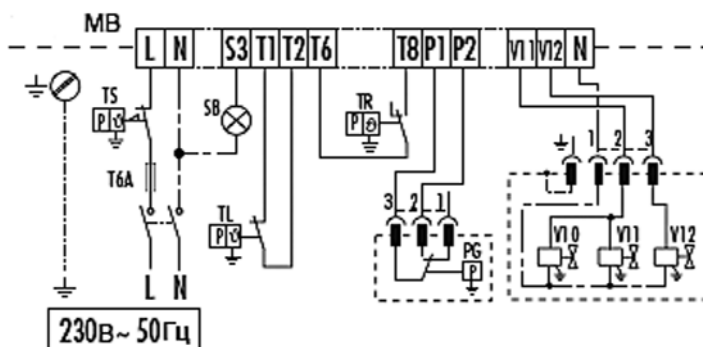 MB
L N S3 T1 T2 T6 T8 P1 P2 V11 V12 N
TS
P ϑ
SB
TR
P ϑ
L
1 2 3
T6A
TL
P ϑ
3 2 1
PG
P
V10 V11 V12
L N
230В~ 50Гц